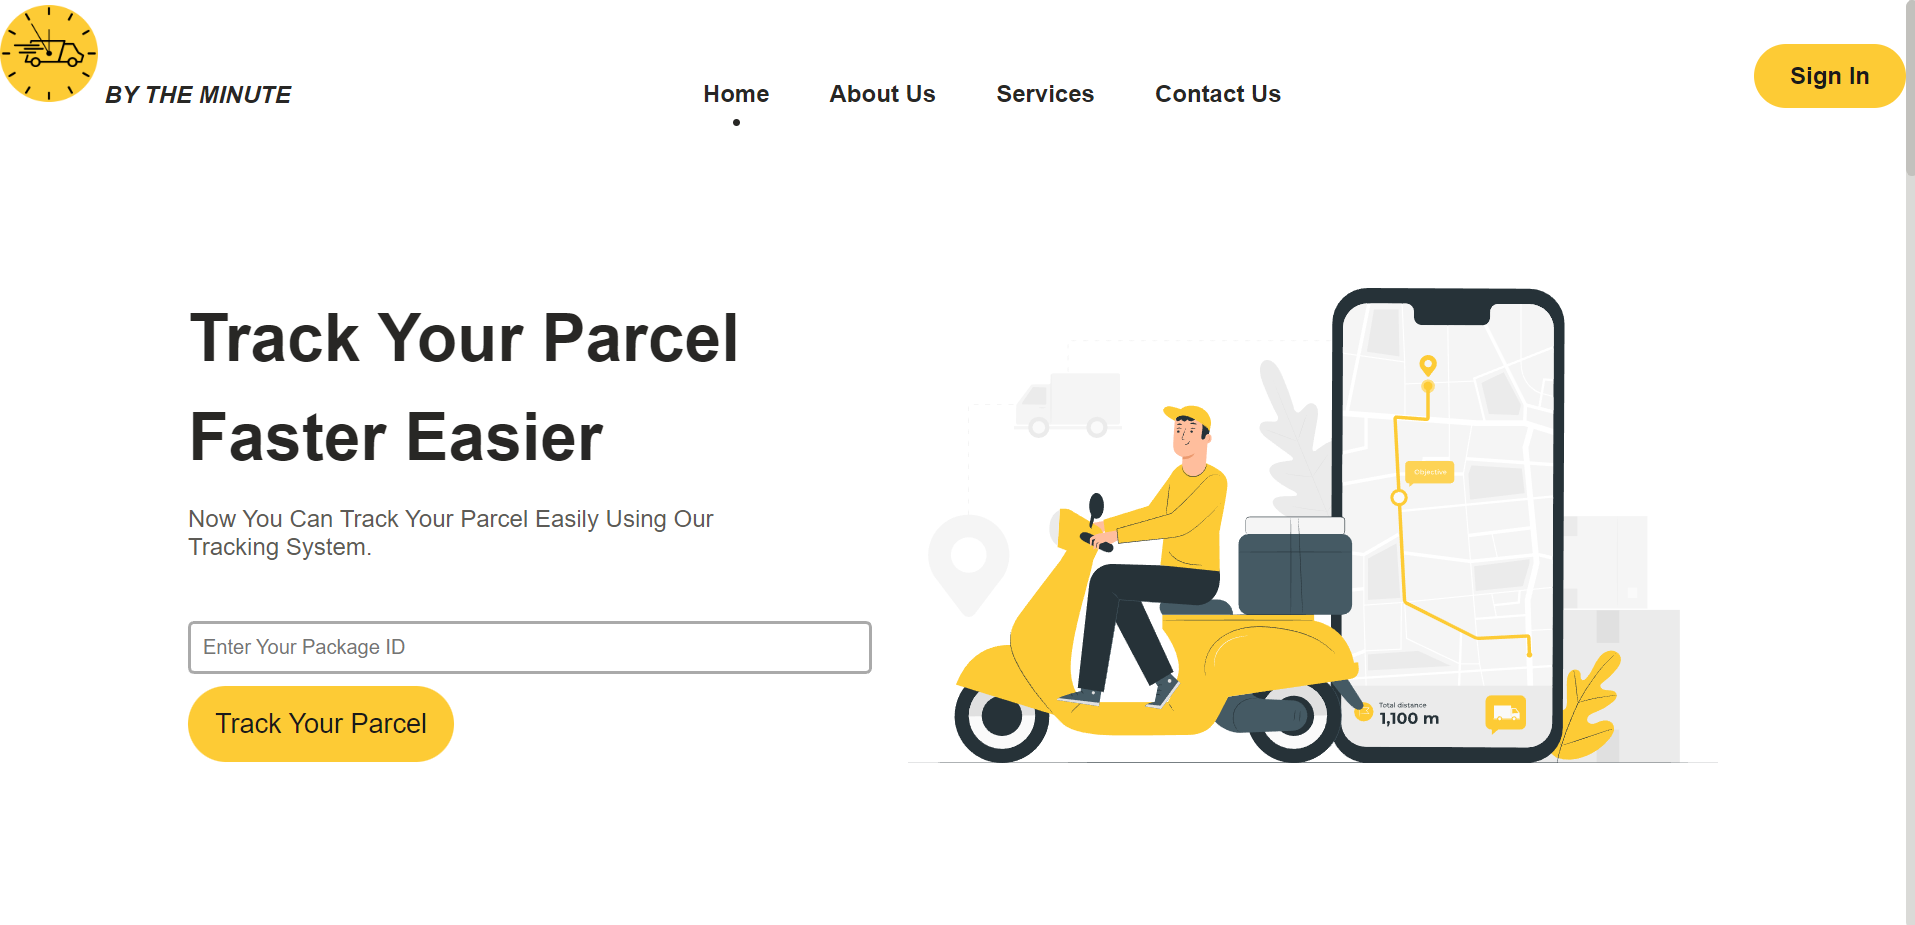 BY THE MINUTE
Home
About Us
Services
Contact Us
Sign In
Track Your Parcel
Faster Easier
Now You Can Track Your Parcel Easily Using Our
Tracking System.
Enter Your Package ID
Track Your Parcel
Objective
Total distance
1,100 m